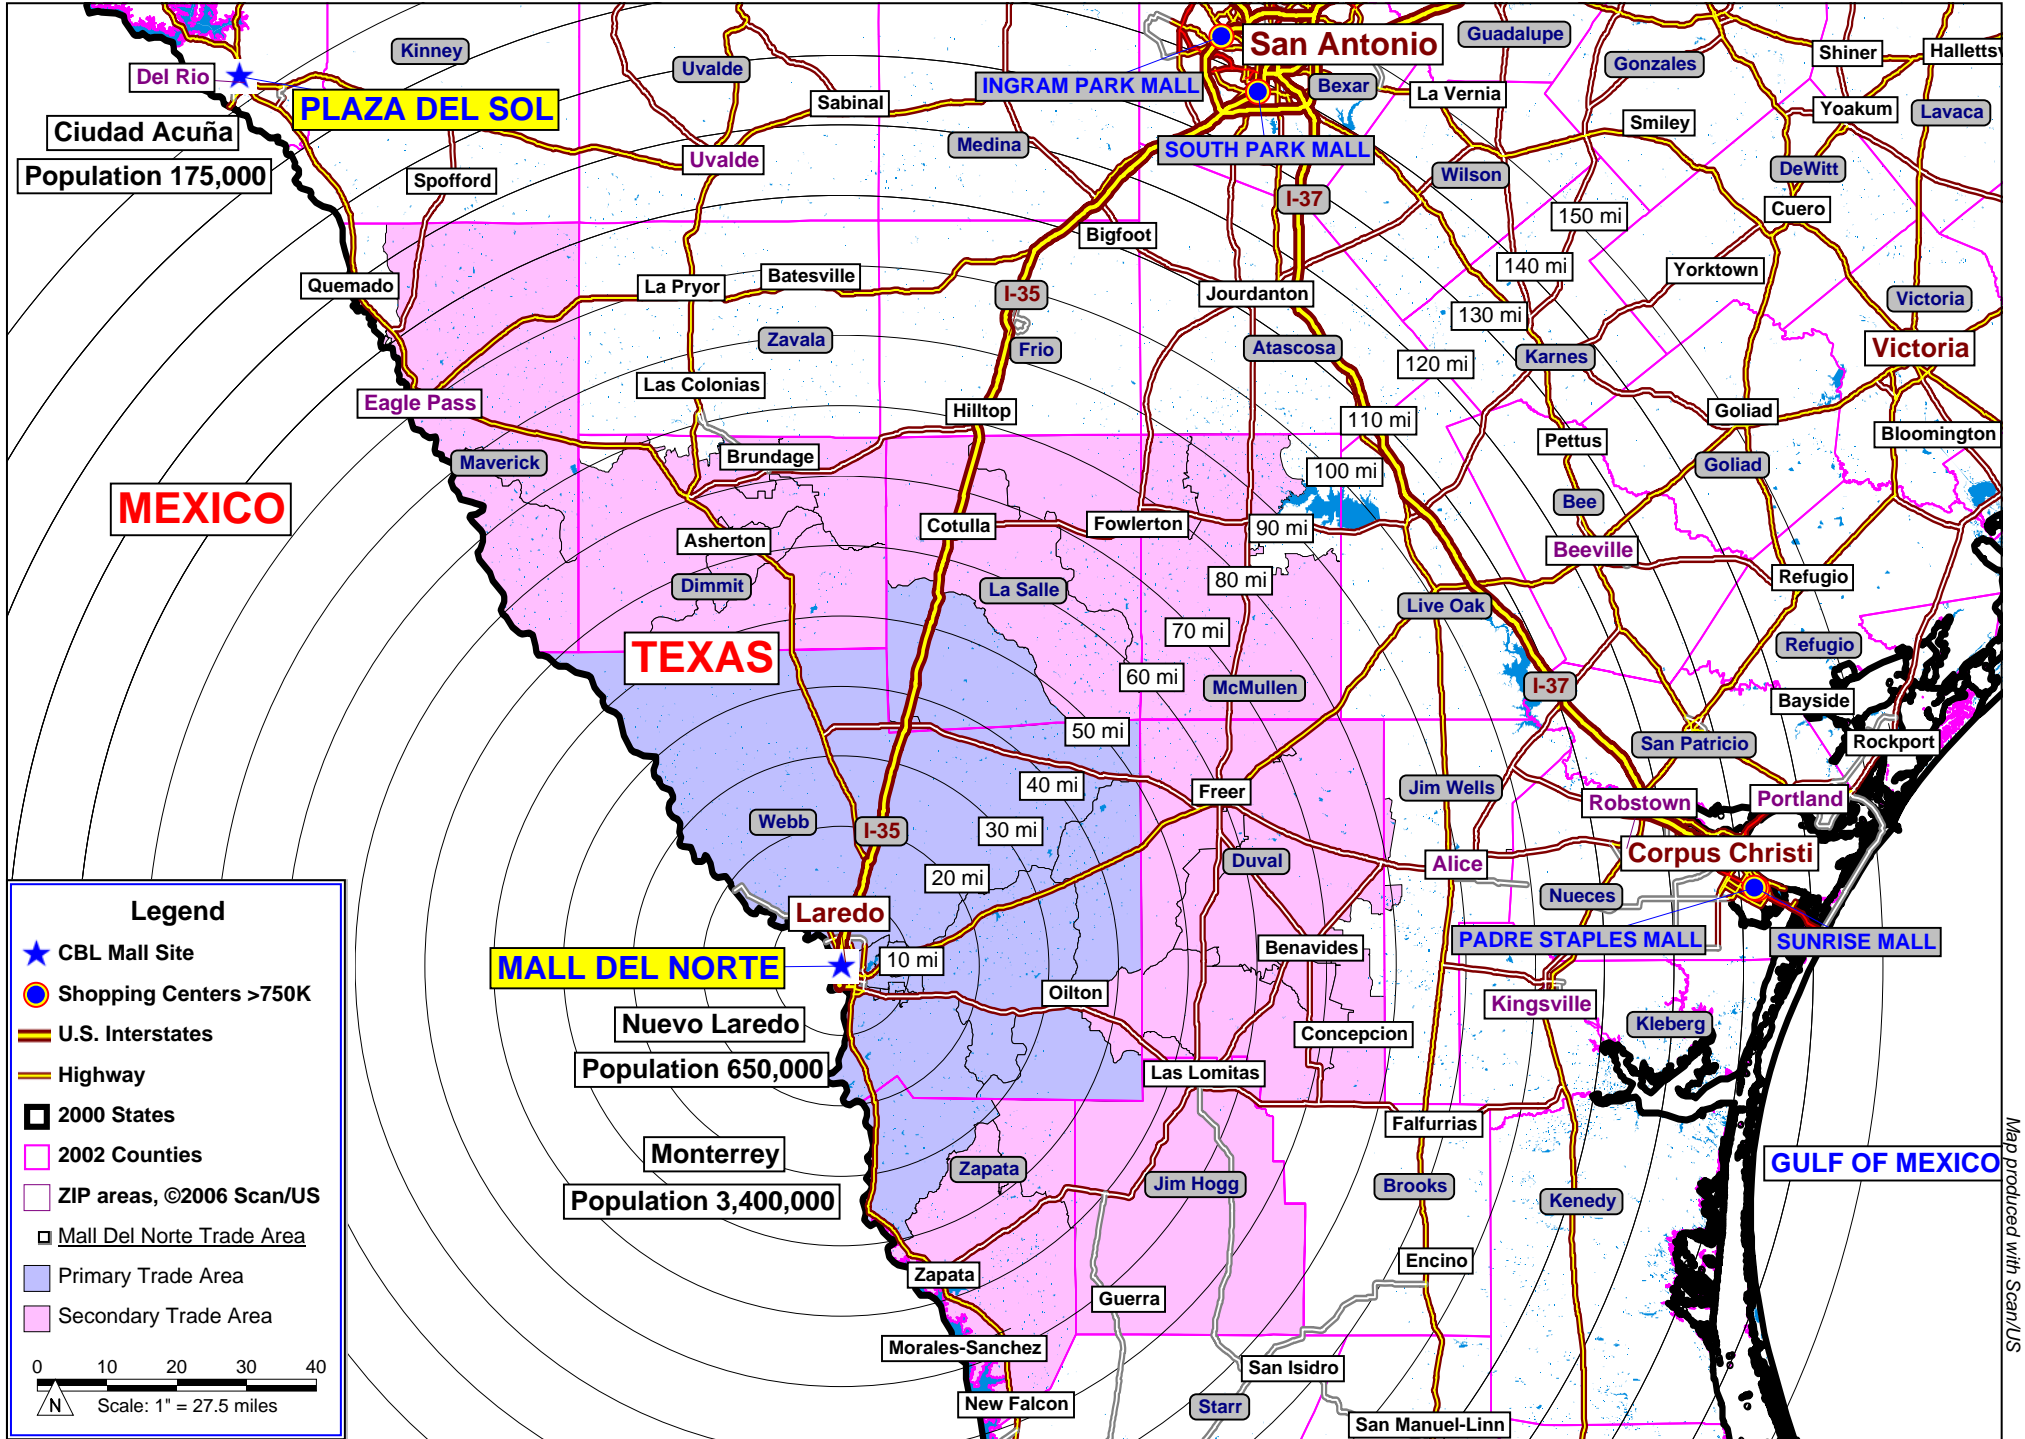 Kinney
Uvalde
San Antonio
Guadalupe
Gonzales
Shiner
Del Rio
INGRAM PARK MALL
Bexar
La Vernia
PLAZA DEL SOL
Sabinal
Yoakum
Lavaca
Ciudad Acuña
Smiley
Medina
SOUTH PARK MALL
Uvalde
Population 175,000
Spofford
Wilson
DeWitt
I-37
150 mi
Cuero
Bigfoot
140 mi
Yorktown
Quemado
La Pryor
Batesville
I-35
Jourdanton
Victoria
130 mi
Zavala
Frio
Atascosa
Karnes
Victoria
120 mi
Las Colonias
Eagle Pass
Hilltop
110 mi
Goliad
Pettus
Bloomington
Maverick
Brundage
100 mi
Goliad
MEXICO
Bee
Cotulla
Fowlerton
90 mi
Asherton
Beeville
80 mi
Refugio
Dimmit
La Salle
Live Oak
70 mi
TEXAS
Refugio
60 mi
McMullen
I-37
Bayside
50 mi
San Patricio
Rockport
40 mi
Freer
Jim Wells
Robstown
Portland
Webb
I-35
30 mi
Duval
Alice
Corpus Christi
20 mi
Nueces
Laredo
Benavides
PADRE STAPLES MALL
SUNRISE MALL
MALL DEL NORTE
10 mi
Oilton
Kingsville
Nuevo Laredo
Concepcion
Kleberg
Population 650,000
Las Lomitas
Falfurrias
Monterrey
Zapata
Jim Hogg
Brooks
Kenedy
GULF OF MEXICO
Population 3,400,000
Encino
Zapata
Guerra
Morales-Sanchez
San Isidro
New Falcon
Starr
San Manuel-Linn
Legend
CBL Mall Site
Shopping Centers >750K
U.S. Interstates
Highway
2000 States
2002 Counties
ZIP areas, ©2006 Scan/US
Mall Del Norte Trade Area
Primary Trade Area
Secondary Trade Area
0 10 20 30 40
N
Scale: 1" = 27.5 miles
Map produced with Scan/US